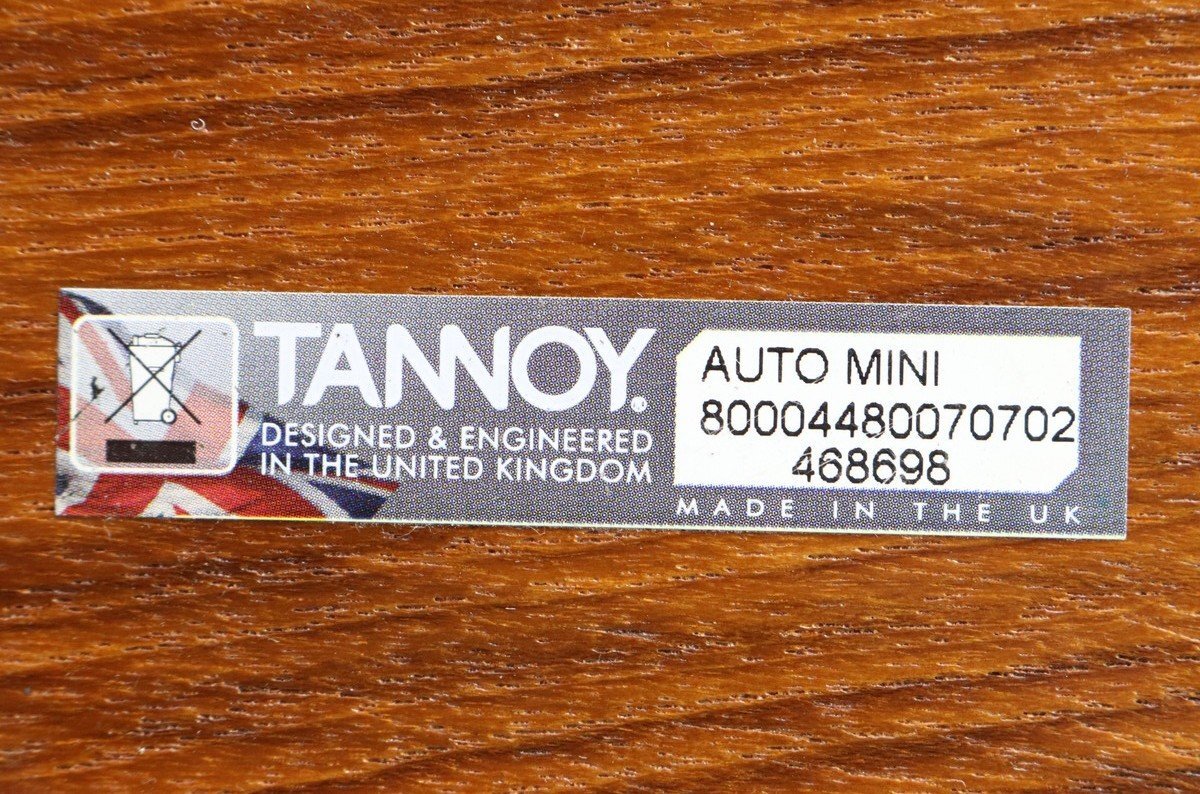 TANNOY.
DESIGNED & ENGINEERED
IN THE UNITED KINGDOM
AUTO MINI
80004480070702
468698
MADE IN THE UK